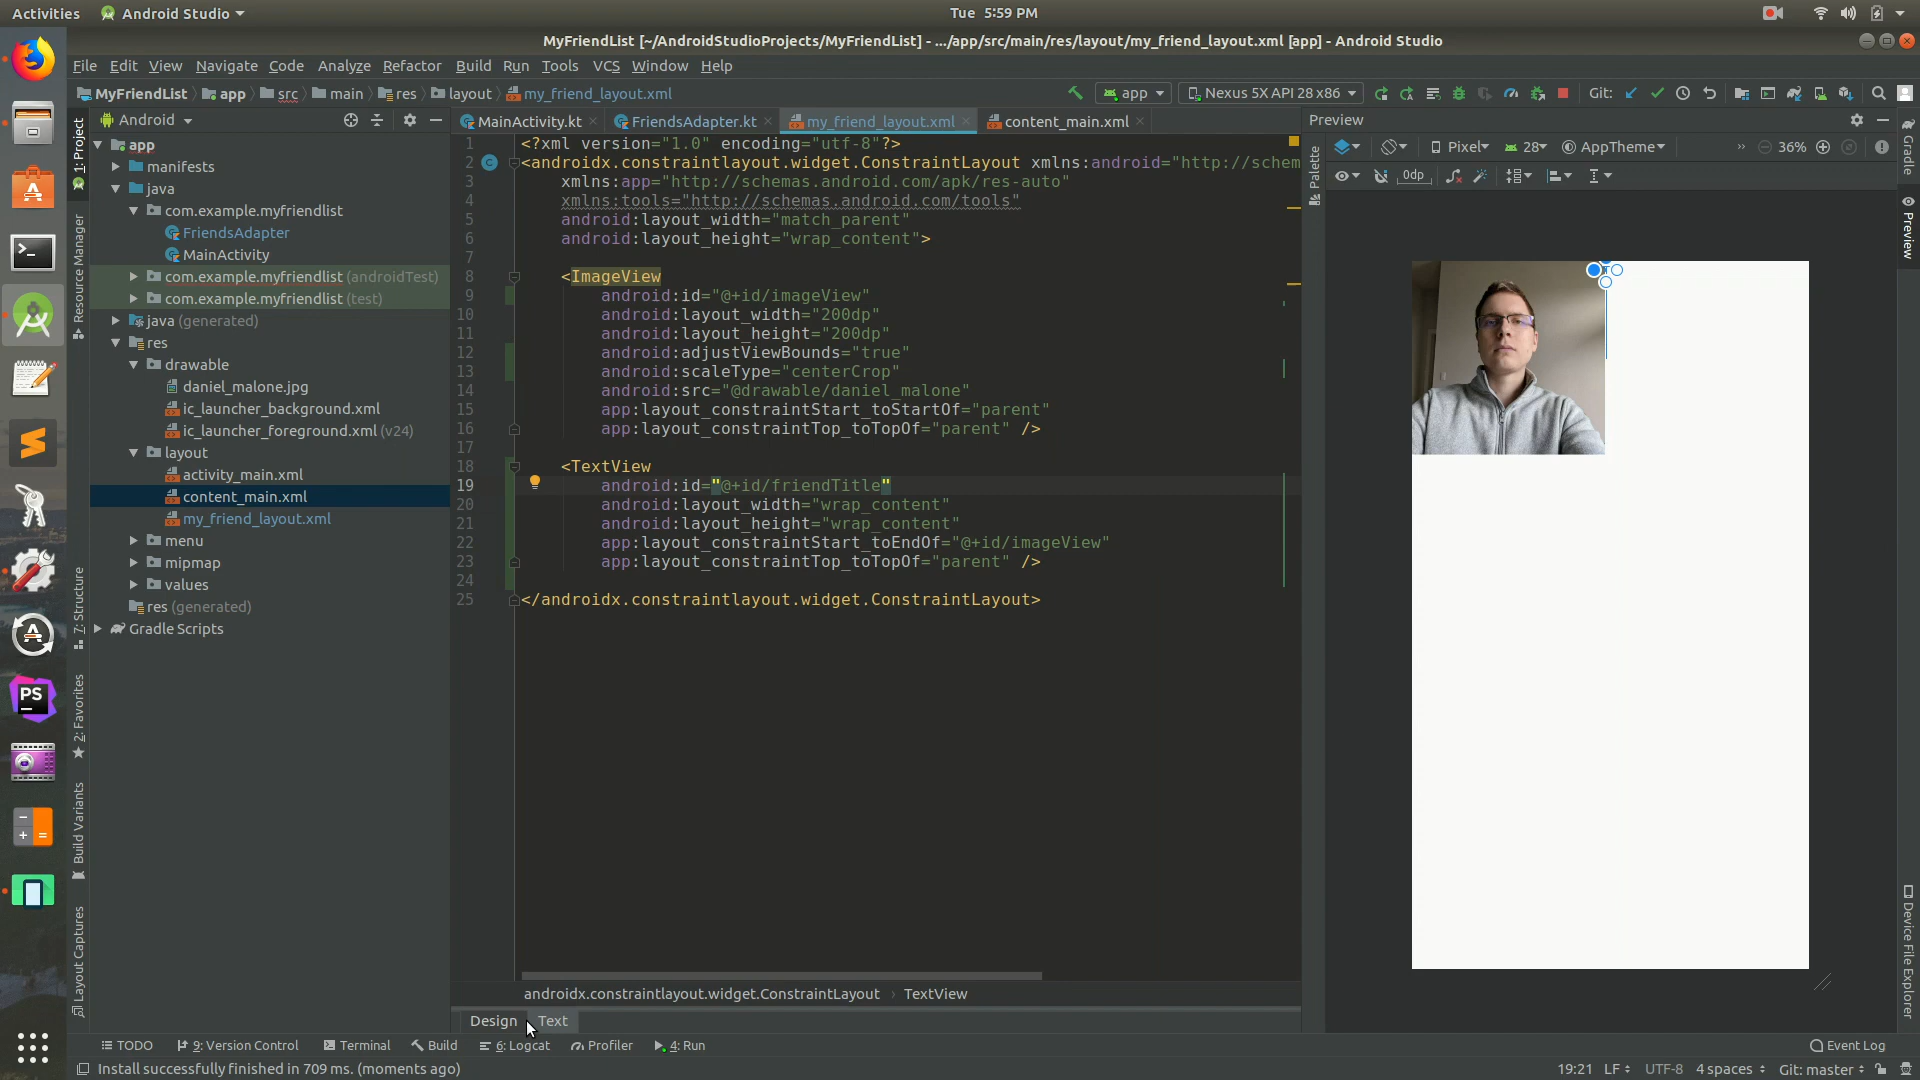 Activities Android Studio Tue 5:59 PM
MyFriendList [~/AndroidStudioProjects/MyFriendList] - .../app/src/main/res/layout/my_friend_layout.xml [app] - Android Studio
File Edit View Navigate Code Analyze Refactor Build Run Tools VCS Window Help
MyFriendList app src main res layout my_friend_layout.xml app Nexus 5X API 28 x86 Git:
Android MainActivity.kt FriendsAdapter.kt my_friend_layout.xml content_main.xml Preview
1: Project
Resource Manager
7: Structure
2: Favorites
Build Variants
Layout Captures
app
manifests
java
com.example.myfriendlist
FriendsAdapter
MainActivity
com.example.myfriendlist (androidTest)
com.example.myfriendlist (test)
java (generated)
res
drawable
daniel_malone.jpg
ic_launcher_background.xml
ic_launcher_foreground.xml (v24)
layout
activity_main.xml
content_main.xml
my_friend_layout.xml
menu
mipmap
values
res (generated)
Gradle Scripts
PS
1 <?xml version="1.0" encoding="utf-8"?>
2 <androidx.constraintlayout.widget.ConstraintLayout xmlns:android="http://schem
3 xmlns:app="http://schemas.android.com/apk/res-auto"
4 xmlns:tools="http://schemas.android.com/tools"
5 android:layout_width="match_parent"
6 android:layout_height="wrap_content">
7
8 <ImageView
9 android:id="@+id/imageView"
10 android:layout_width="200dp"
11 android:layout_height="200dp"
12 android:adjustViewBounds="true"
13 android:scaleType="centerCrop"
14 android:src="@drawable/daniel_malone"
15 app:layout_constraintStart_toStartOf="parent"
16 app:layout_constraintTop_toTopOf="parent" />
17
18 <TextView
19 android:id="@+id/friendTitle"
20 android:layout_width="wrap_content"
21 android:layout_height="wrap_content"
22 app:layout_constraintStart_toEndOf="@+id/imageView"
23 app:layout_constraintTop_toTopOf="parent" />
24
25 </androidx.constraintlayout.widget.ConstraintLayout>
androidx.constraintlayout.widget.ConstraintLayout › TextView
Design Text
Palette
Pixel 28 AppTheme 36%
0dp
Gradle
Preview
Device File Explorer
TODO 9: Version Control Terminal Build 6: Logcat Profiler 4: Run Event Log
Install successfully finished in 709 ms. (moments ago) 19:21 LF UTF-8 4 spaces Git: master